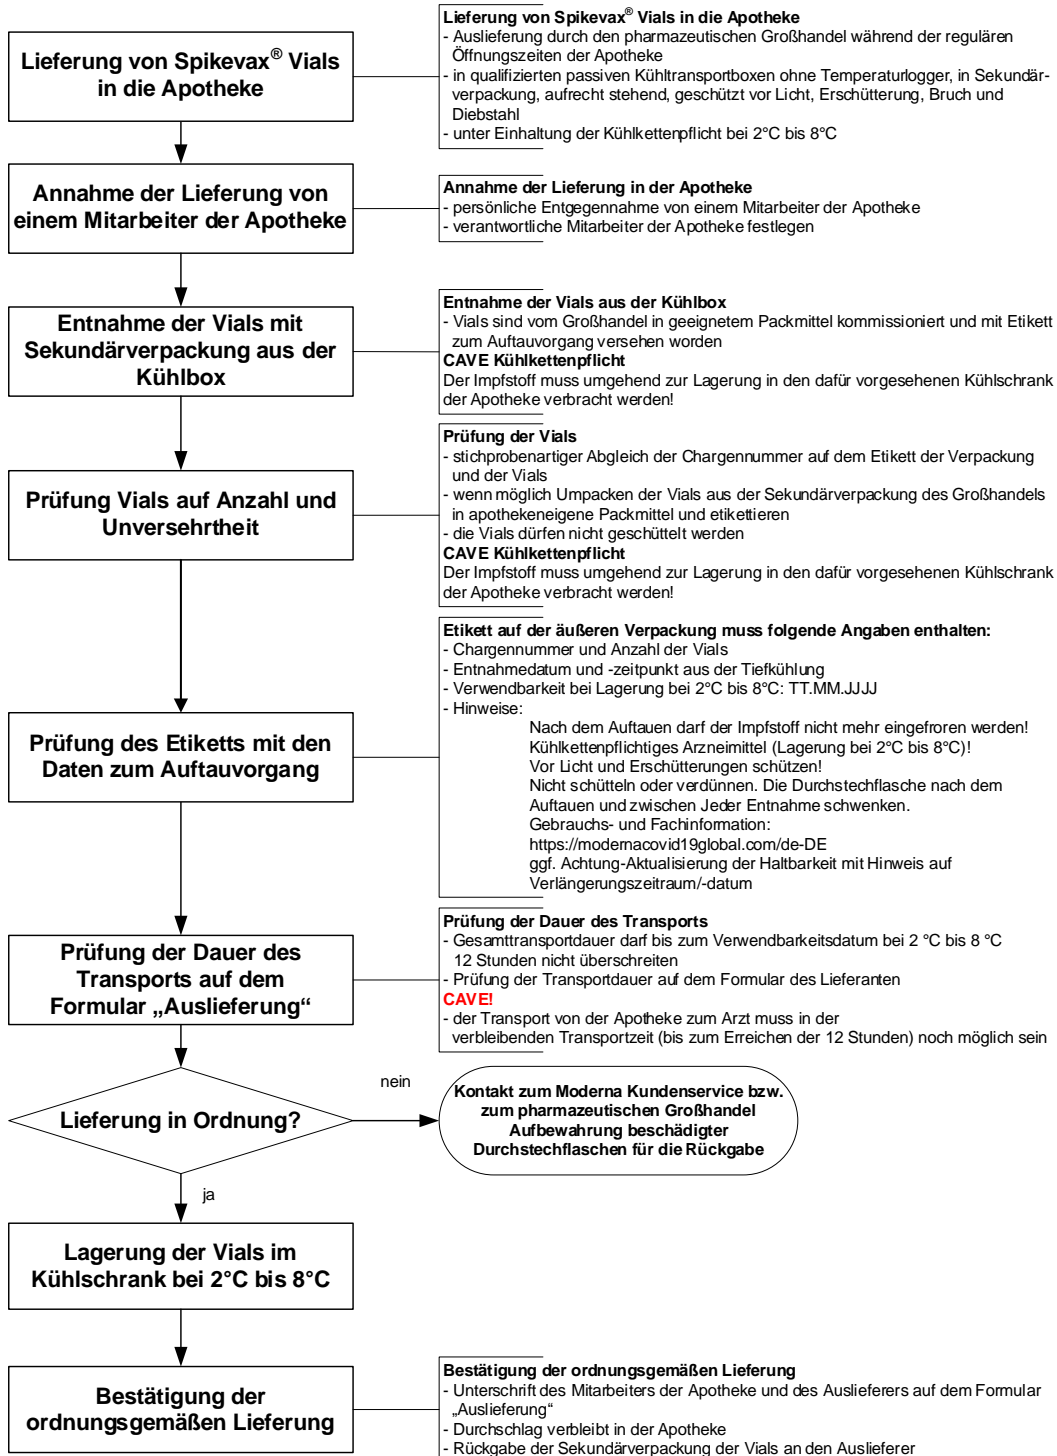 Lieferung von Spikevax® Vials
in die Apotheke
Lieferung von Spikevax® Vials in die Apotheke
- Auslieferung durch den pharmazeutischen Großhandel während der regulären
Öffnungszeiten der Apotheke
- in qualifizierten passiven Kühltransportboxen ohne Temperaturlogger, in Sekundär-
verpackung, aufrecht stehend, geschützt vor Licht, Erschütterung, Bruch und
Diebstahl
- unter Einhaltung der Kühlkettenpflicht bei 2°C bis 8°C
Annahme der Lieferung von
einem Mitarbeiter der Apotheke
Annahme der Lieferung in der Apotheke
- persönliche Entgegennahme von einem Mitarbeiter der Apotheke
- verantwortliche Mitarbeiter der Apotheke festlegen
Entnahme der Vials mit
Sekundärverpackung aus der
Kühlbox
Entnahme der Vials aus der Kühlbox
- Vials sind vom Großhandel in geeignetem Packmittel kommissioniert und mit Etikett
zum Auftauvorgang versehen worden
CAVE Kühlkettenpflicht
Der Impfstoff muss umgehend zur Lagerung in den dafür vorgesehenen Kühlschrank
der Apotheke verbracht werden!
Prüfung Vials auf Anzahl und
Unversehrtheit
Prüfung der Vials
- stichprobenartiger Abgleich der Chargennummer auf dem Etikett der Verpackung
und der Vials
- wenn möglich Umpacken der Vials aus der Sekundärverpackung des Großhandels
in apothekeneigene Packmittel und etikettieren
- die Vials dürfen nicht geschüttelt werden
CAVE Kühlkettenpflicht
Der Impfstoff muss umgehend zur Lagerung in den dafür vorgesehenen Kühlschrank
der Apotheke verbracht werden!
Prüfung des Etiketts mit den
Daten zum Auftauvorgang
Etikett auf der äußeren Verpackung muss folgende Angaben enthalten:
- Chargennummer und Anzahl der Vials
- Entnahmedatum und -zeitpunkt aus der Tiefkühlung
- Verwendbarkeit bei Lagerung bei 2°C bis 8°C: TT.MM.JJJJ
- Hinweise:
Nach dem Auftauen darf der Impfstoff nicht mehr eingefroren werden!
Kühlkettenpflichtiges Arzneimittel (Lagerung bei 2°C bis 8°C)!
Vor Licht und Erschütterungen schützen!
Nicht schütteln oder verdünnen. Die Durchstechflasche nach dem
Auftauen und zwischen Jeder Entnahme schwenken.
Gebrauchs- und Fachinformation:
https://modernacovid19global.com/de-DE
ggf. Achtung-Aktualisierung der Haltbarkeit mit Hinweis auf
Verlängerungszeitraum/-datum
Prüfung der Dauer des
Transports auf dem
Formular „Auslieferung“
Prüfung der Dauer des Transports
- Gesamttransportdauer darf bis zum Verwendbarkeitsdatum bei 2 °C bis 8 °C
12 Stunden nicht überschreiten
- Prüfung der Transportdauer auf dem Formular des Lieferanten
CAVE!
- der Transport von der Apotheke zum Arzt muss in der
verbleibenden Transportzeit (bis zum Erreichen der 12 Stunden) noch möglich sein
Lieferung in Ordnung?
nein
Kontakt zum Moderna Kundenservice bzw.
zum pharmazeutischen Großhandel
Aufbewahrung beschädigter
Durchstechflaschen für die Rückgabe
ja
Lagerung der Vials im
Kühlschrank bei 2°C bis 8°C
Bestätigung der
ordnungsgemäßen Lieferung
Bestätigung der ordnungsgemäßen Lieferung
- Unterschrift des Mitarbeiters der Apotheke und des Auslieferers auf dem Formular
„Auslieferung“
- Durchschlag verbleibt in der Apotheke
- Rückgabe der Sekundärverpackung der Vials an den Auslieferer